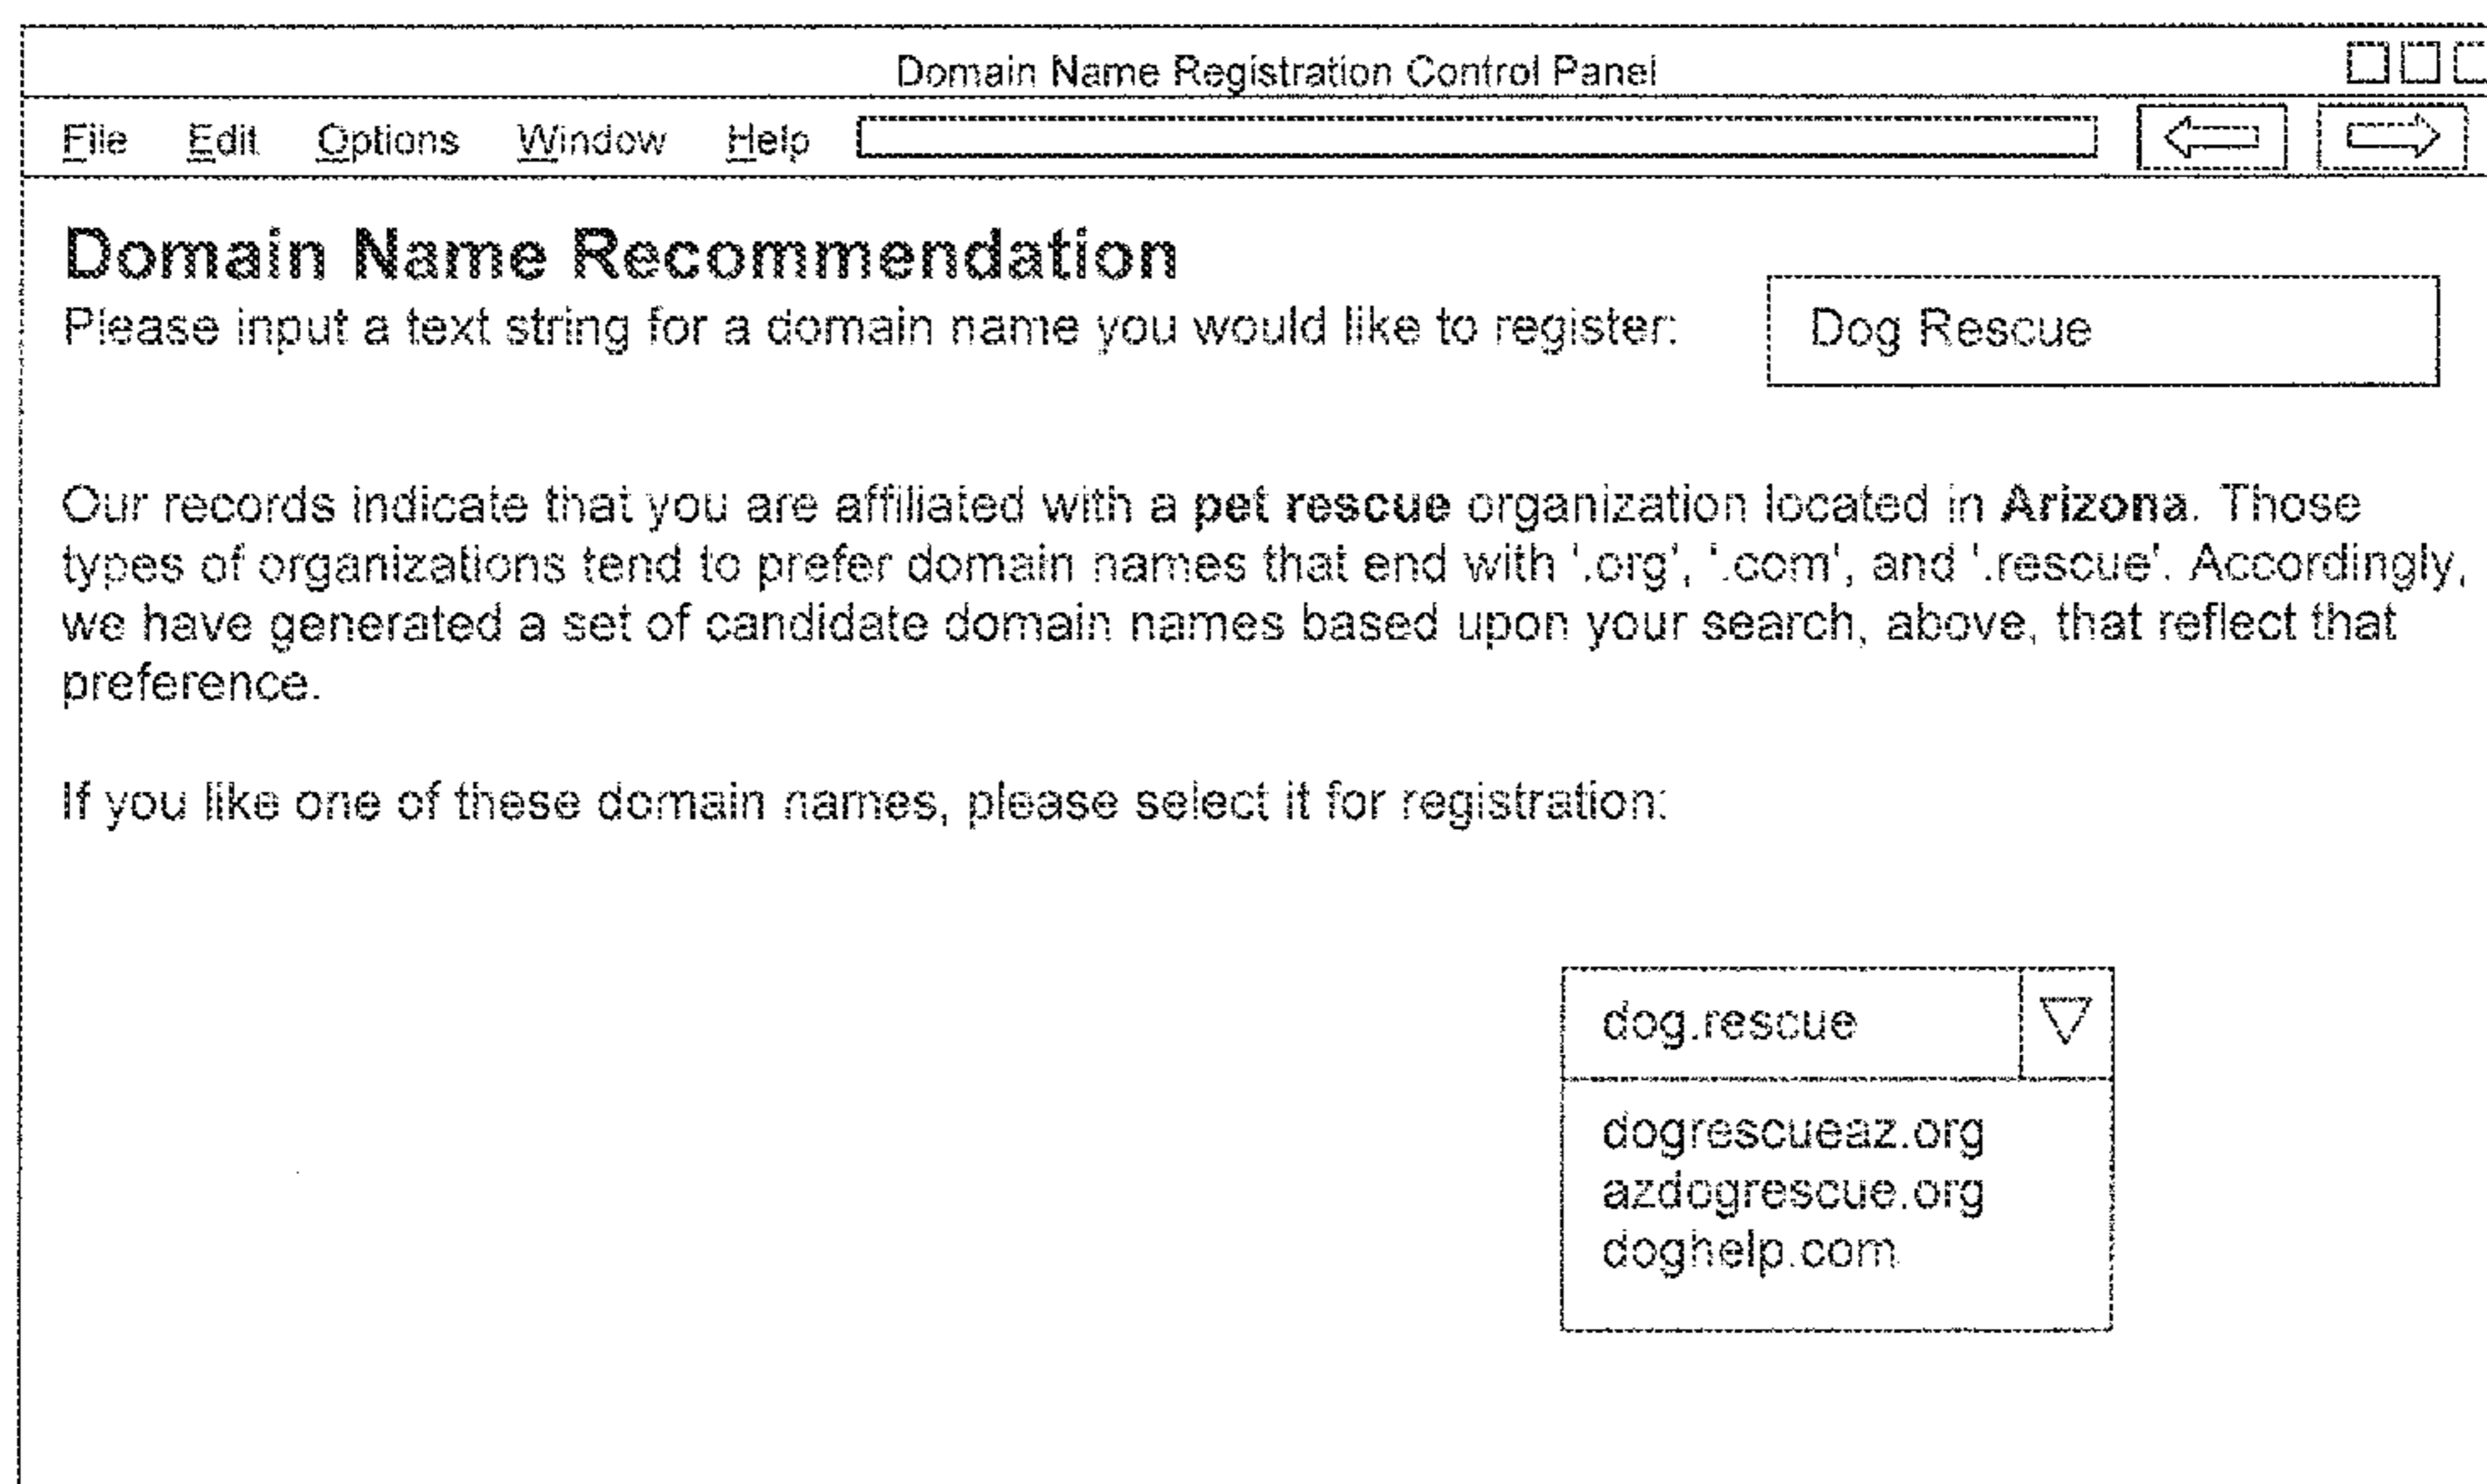 Domain Name Registration Control Panel
File Edit Options Window Help
Domain Name Recommendation
Please input a text string for a domain name you would like to register:
Dog Rescue
Our records indicate that you are affiliated with a pet rescue organization located in Arizona. Those
types of organizations tend to prefer domain names that end with '.org', '.com', and '.rescue'. Accordingly,
we have generated a set of candidate domain names based upon your search, above, that reflect that
preference.
If you like one of these domain names, please select it for registration:
dog.rescue
dogrescueaz.org
azdogrescue.org
doghelp.com